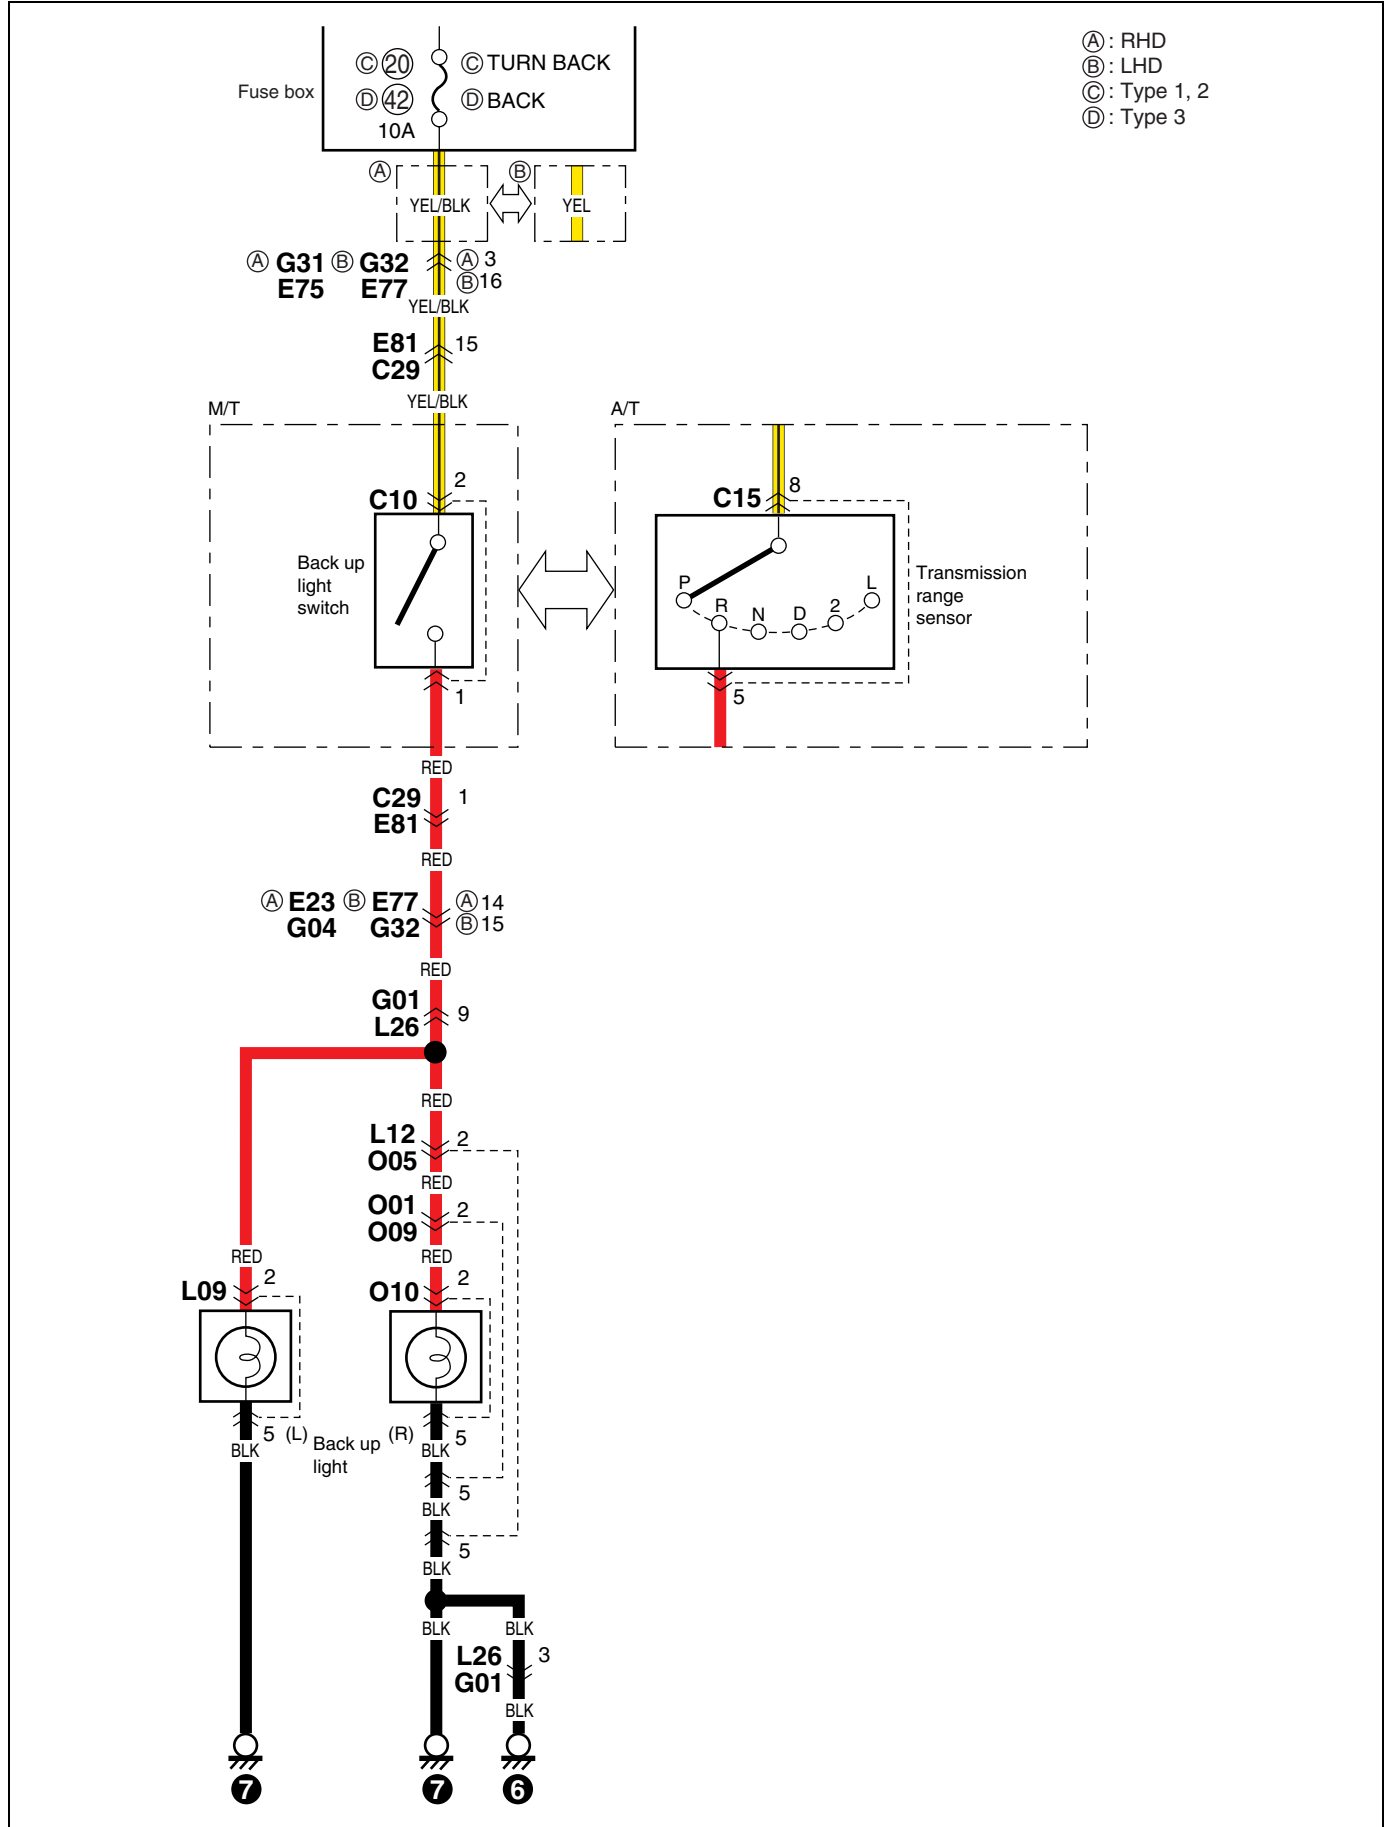 Ⓒ⑳ Ⓒ TURN BACK
Ⓐ: RHD
Ⓑ: LHD
Ⓒ: Type 1, 2
Ⓓ: Type 3
Fuse box
Ⓓ㊷ Ⓓ BACK
10A
Ⓐ Ⓑ
YEL/BLK YEL
Ⓐ G31 Ⓑ G32 Ⓐ 3
E75 E77 Ⓑ16
YEL/BLK
E81 15
C29
YEL/BLK
M/T A/T
C10 2
C15 8
Back up
light
switch
P R N D 2 L
Transmission
range
sensor
1
5
RED
C29 1
E81
RED
Ⓐ E23 Ⓑ E77 Ⓐ14
G04 G32 Ⓑ15
RED
G01 9
L26
RED
L12 2
O05
RED
O01 2
O09
RED RED
L09 2
O10 2
5 (L) (R) 5
Back up
light
BLK BLK
5
BLK
5
BLK
BLK BLK
L26 3
G01
BLK
7 7 6